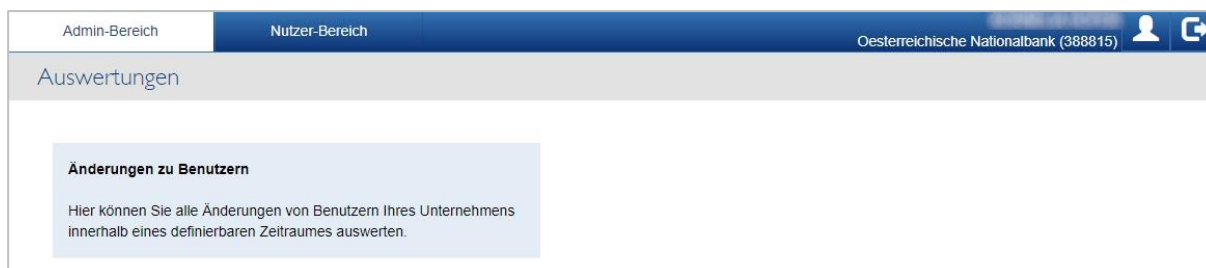 Admin-Bereich
Nutzer-Bereich
Oesterreichische Nationalbank (388815)
Auswertungen
Änderungen zu Benutzern
Hier können Sie alle Änderungen von Benutzern Ihres Unternehmens
innerhalb eines definierbaren Zeitraumes auswerten.